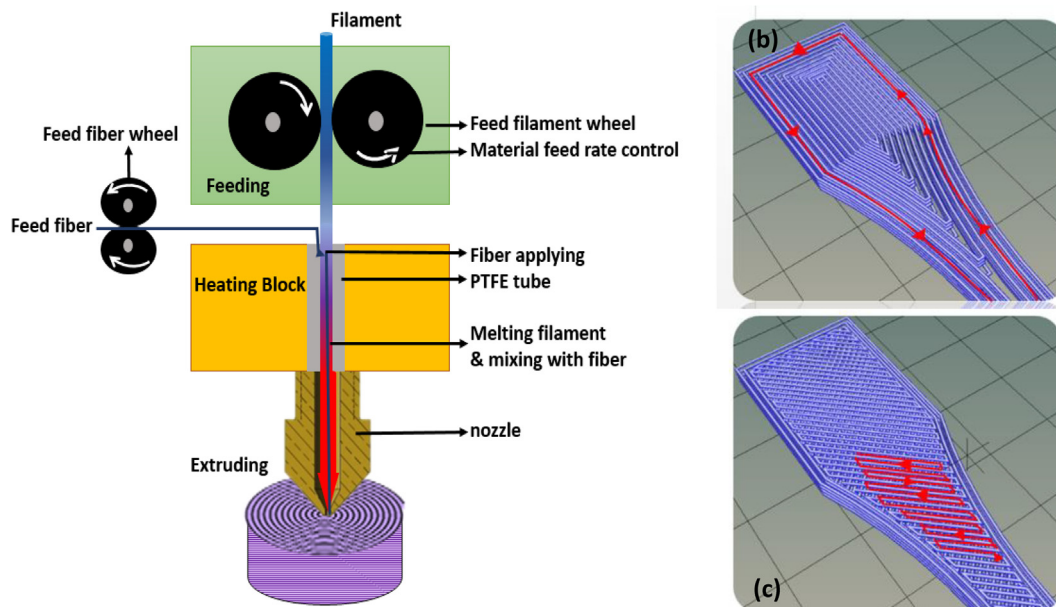 Filament
(b)
Feed fiber wheel
Feed filament wheel
Material feed rate control
Feeding
Feed fiber
Fiber applying
Heating Block
PTFE tube
Melting filament
& mixing with fiber
nozzle
Extruding
(c)